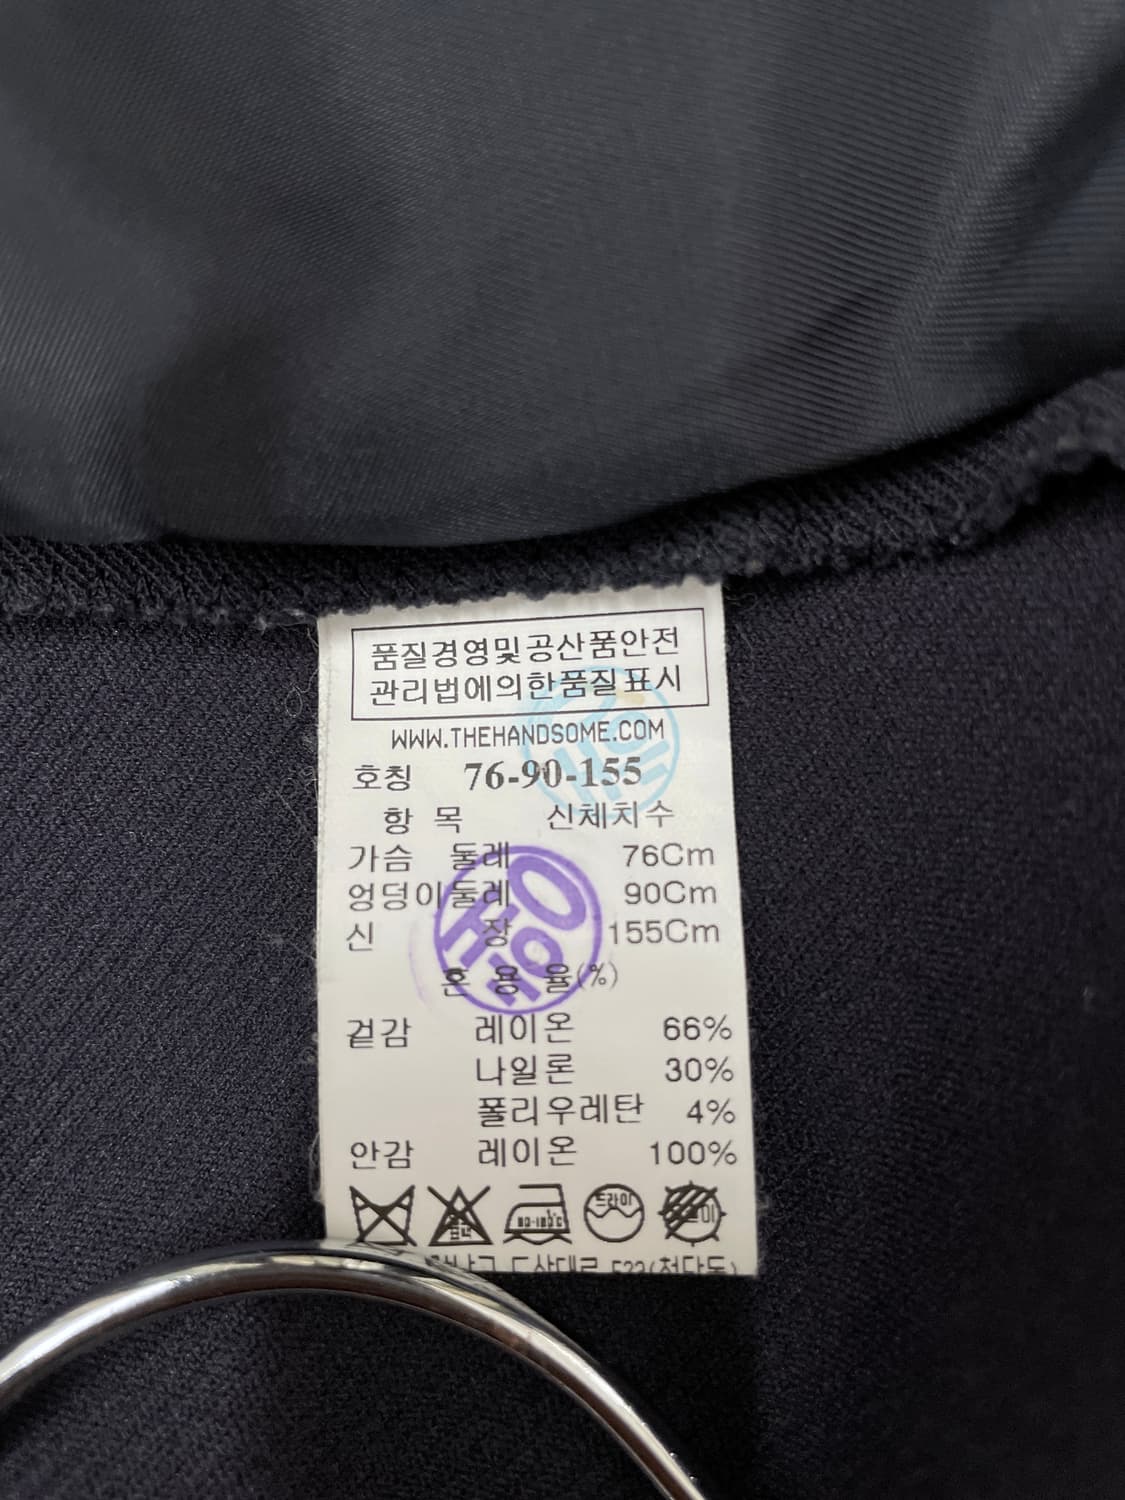 품질경영및공산품안전
관리법에의한품질표시
WWW.THEHANDSOME.COM
호칭 76-90-155
항 목 신체치수
가슴 둘레 76Cm
엉덩이둘레 90Cm
신 장 155Cm
혼 용 율(%)
겉감 레이온 66%
나일론 30%
폴리우레탄 4%
안감 레이온 100%
드라이